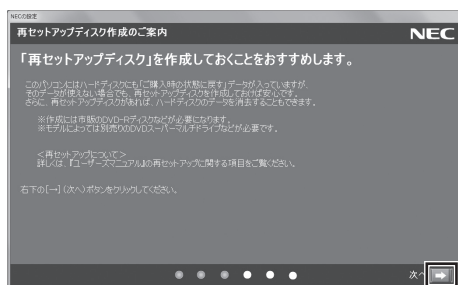 NECの設定
再セットアップディスク作成のご案内
NEC
「再セットアップディスク」を作成しておくことをおすすめします。
このパソコンにはハードディスクにも「ご購入時の状態に戻す」データが入っていますが、
そのデータが使えない場合でも、再セットアップディスクを作成しておけば安心です。
さらに、再セットアップディスクがあれば、ハードディスクのデータを消去することもできます。
※作成には市販のDVD-Rディスクなどが必要になります。
※モデルによっては別売りのDVDスーパーマルチドライブなどが必要です。
<再セットアップについて>
詳しくは、『ユーザーズマニュアル』の再セットアップに関する項目をご覧ください。
右下の[→](次へ)ボタンをクリックしてください。
次へ